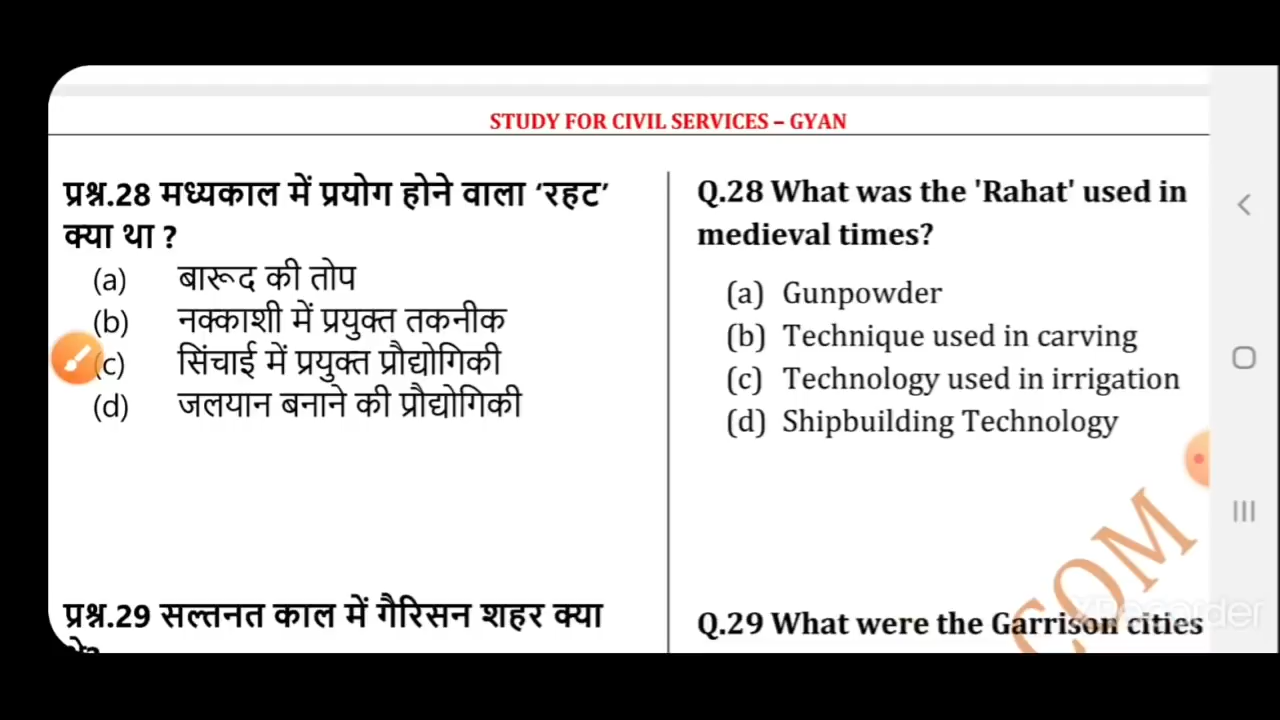 STUDY FOR CIVIL SERVICES – GYAN
प्रश्न.28 मध्यकाल में प्रयोग होने वाला ‘रहट’
क्या था ?
(a) बारूद की तोप
(b) नक्काशी में प्रयुक्त तकनीक
(c) सिंचाई में प्रयुक्त प्रौद्योगिकी
(d) जलयान बनाने की प्रौद्योगिकी
प्रश्न.29 सल्तनत काल में गैरिसन शहर क्या
Q.28 What was the 'Rahat' used in
medieval times?
(a) Gunpowder
(b) Technique used in carving
(c) Technology used in irrigation
(d) Shipbuilding Technology
Q.29 What were the Garrison cities
COM
XRecorder